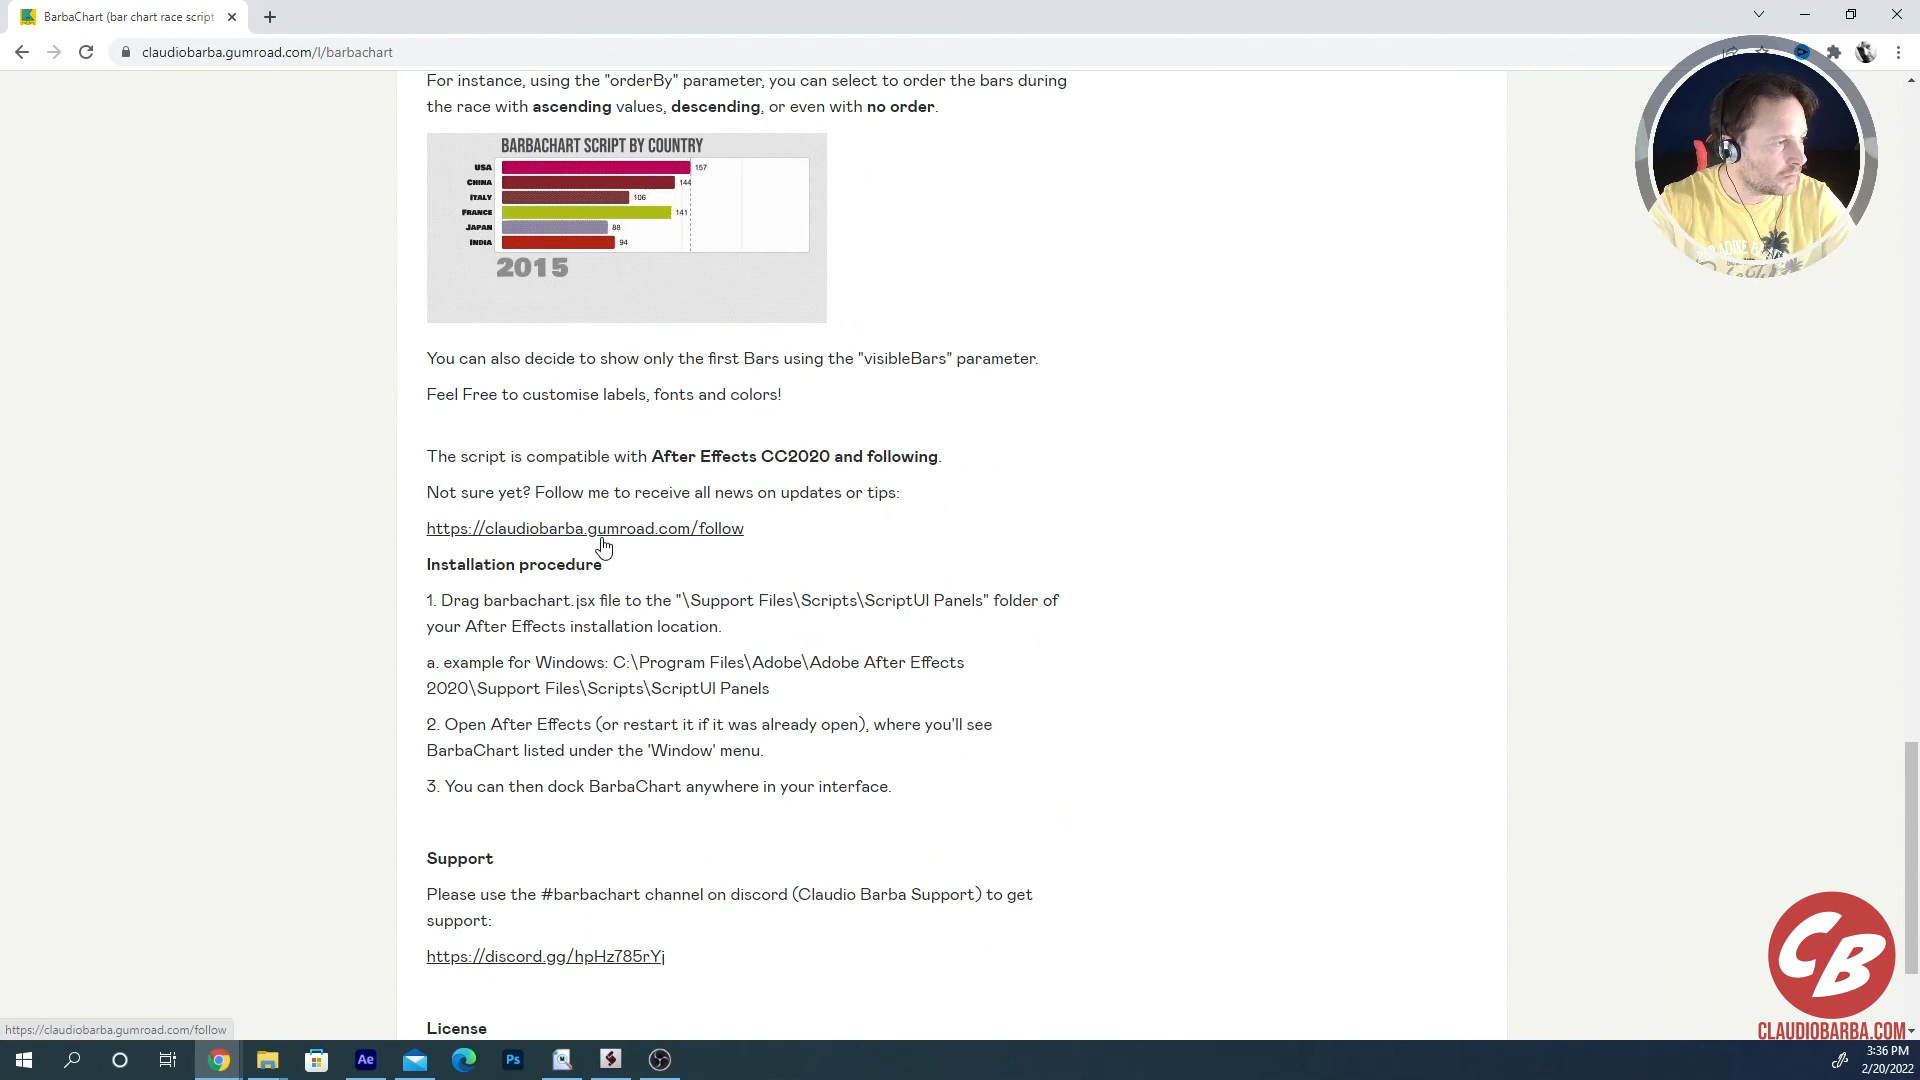 BarbaChart (bar chart race script
claudiobarba.gumroad.com/l/barbachart
For instance, using the "orderBy" parameter, you can select to order the bars during
the race with ascending values, descending, or even with no order.
BARBACHART SCRIPT BY COUNTRY
USA 157
CHINA 144
ITALY 106
FRANCE 141
JAPAN 88
INDIA 94
2015
You can also decide to show only the first Bars using the "visibleBars" parameter.
Feel Free to customise labels, fonts and colors!
The script is compatible with After Effects CC2020 and following.
Not sure yet? Follow me to receive all news on updates or tips:
https://claudiobarba.gumroad.com/follow
Installation procedure
1. Drag barbachart.jsx file to the "\Support Files\Scripts\ScriptUI Panels" folder of
your After Effects installation location.
a. example for Windows: C:\Program Files\Adobe\Adobe After Effects
2020\Support Files\Scripts\ScriptUI Panels
2. Open After Effects (or restart it if it was already open), where you'll see
BarbaChart listed under the 'Window' menu.
3. You can then dock BarbaChart anywhere in your interface.
Support
Please use the #barbachart channel on discord (Claudio Barba Support) to get
support:
https://discord.gg/hpHz785rYj
License
https://claudiobarba.gumroad.com/follow
CB
CLAUDIOBARBA.COM
Ae
Ps
3:36 PM
2/20/2022